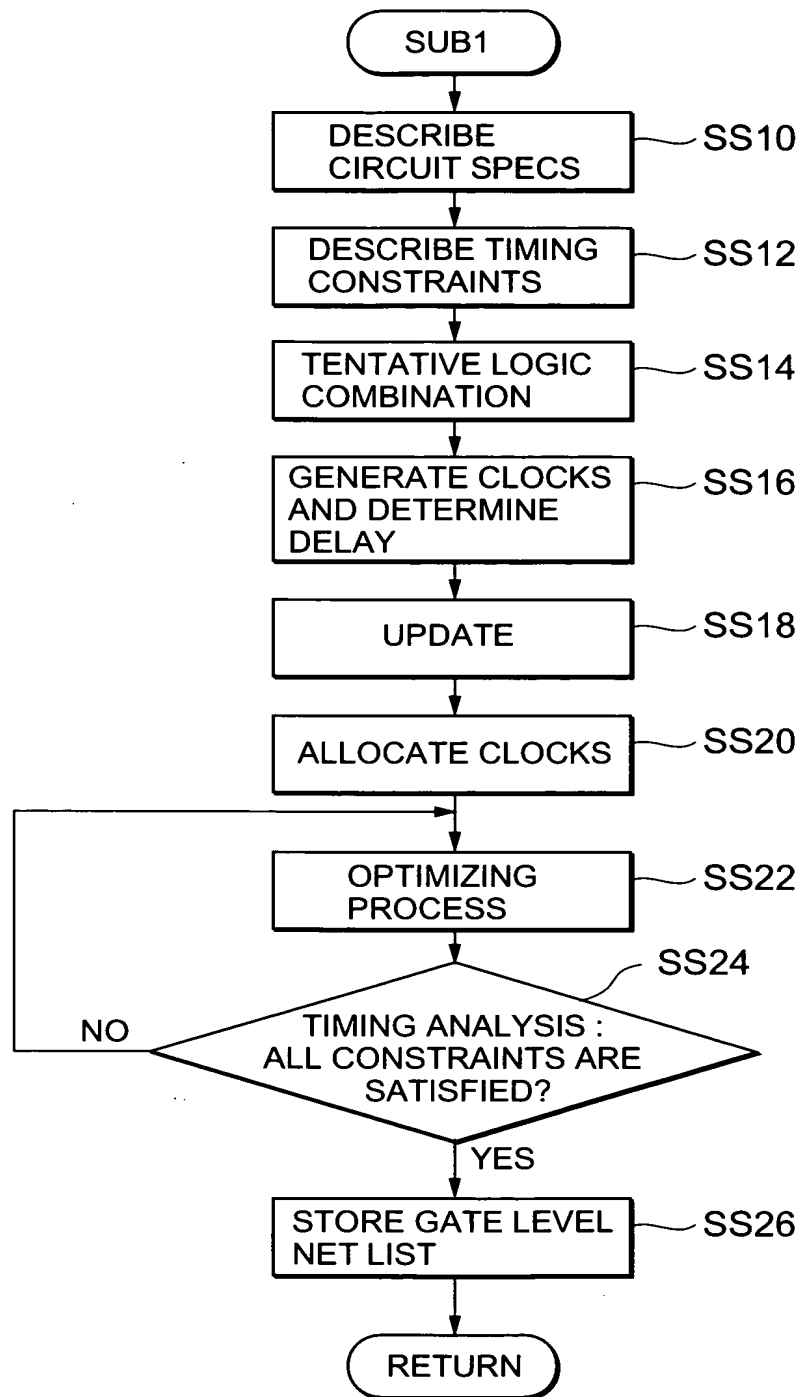 SUB1
DESCRIBE
CIRCUIT SPECS
SS10
DESCRIBE TIMING
CONSTRAINTS
SS12
TENTATIVE LOGIC
COMBINATION
SS14
GENERATE CLOCKS
AND DETERMINE
DELAY
SS16
UPDATE
SS18
ALLOCATE CLOCKS
SS20
OPTIMIZING
PROCESS
SS22
SS24
NO
TIMING ANALYSIS :
ALL CONSTRAINTS ARE
SATISFIED?
YES
STORE GATE LEVEL
NET LIST
SS26
RETURN